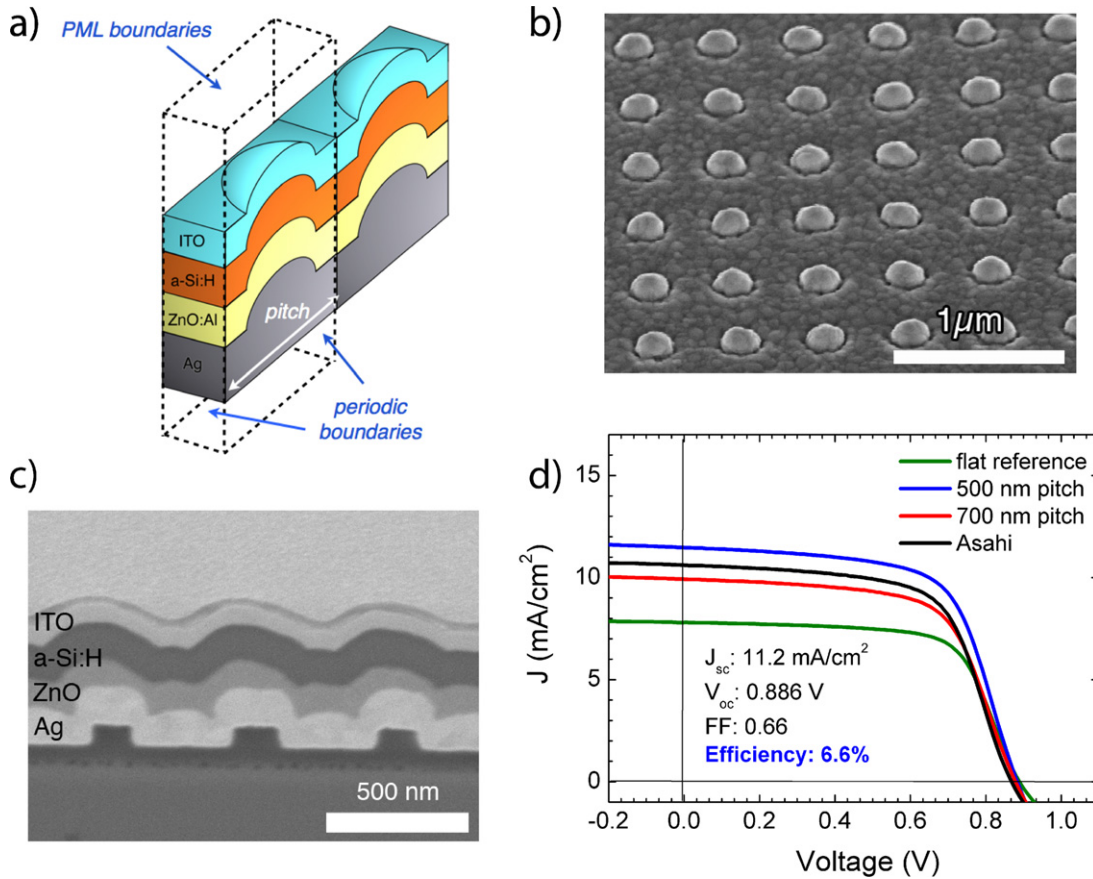 a)
PML boundaries
ITO
a-Si:H
ZnO:Al
Ag
pitch
periodic
boundaries
b)
1μm
c)
ITO
a-Si:H
ZnO
Ag
500 nm
d)
flat reference
500 nm pitch
700 nm pitch
Asahi
J (mA/cm²)
15
10
5
0
Jsc: 11.2 mA/cm²
Voc: 0.886 V
FF: 0.66
Efficiency: 6.6%
-0.2 0.0 0.2 0.4 0.6 0.8 1.0
Voltage (V)